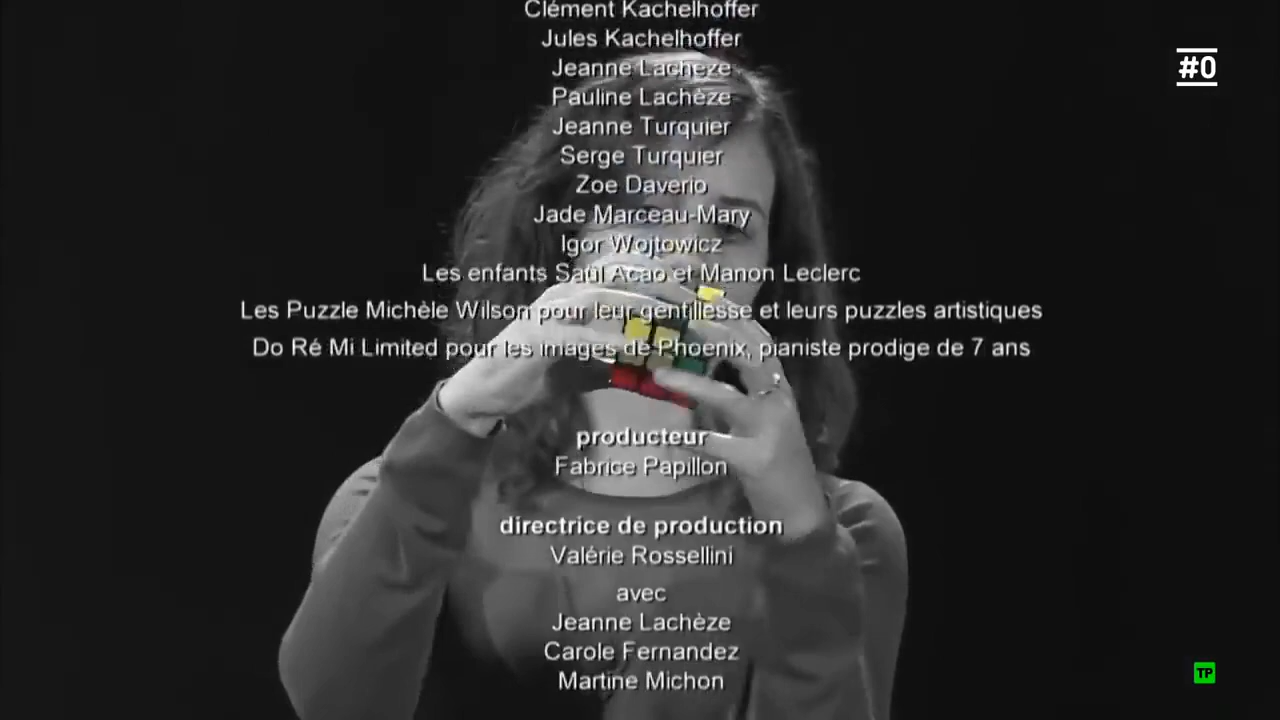 Clément Kachelhoffer
#0
Jules Kachelhoffer
Jeanne Lachèze
Pauline Lachèze
Jeanne Turquier
Serge Turquier
Zoe Daverio
Jade Marceau-Mary
Igor Wojtowicz
Les enfants Saül Acao et Manon Leclerc
Les Puzzle Michèle Wilson pour leur gentillesse et leurs puzzles artistiques
Do Ré Mi Limited pour les images de Phoenix, pianiste prodige de 7 ans
producteur
Fabrice Papillon
directrice de production
Valérie Rossellini
avec
Jeanne Lachèze
Carole Fernandez
Martine Michon
TP